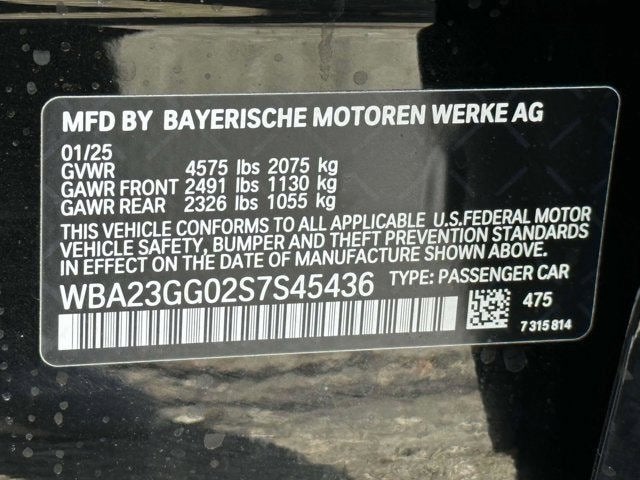 MFD BY BAYERISCHE MOTOREN WERKE AG
01/25
GVWR 4575 lbs 2075 kg
GAWR FRONT 2491 lbs 1130 kg
GAWR REAR 2326 lbs 1055 kg
THIS VEHICLE CONFORMS TO ALL APPLICABLE U.S.FEDERAL MOTOR
VEHICLE SAFETY, BUMPER AND THEFT PREVENTION STANDARDS
IN EFFECT ON THE DATE OF MANUFACTURE SHOWN ABOVE.
WBA23GG02S7S45436 TYPE: PASSENGER CAR
475
7 315 814